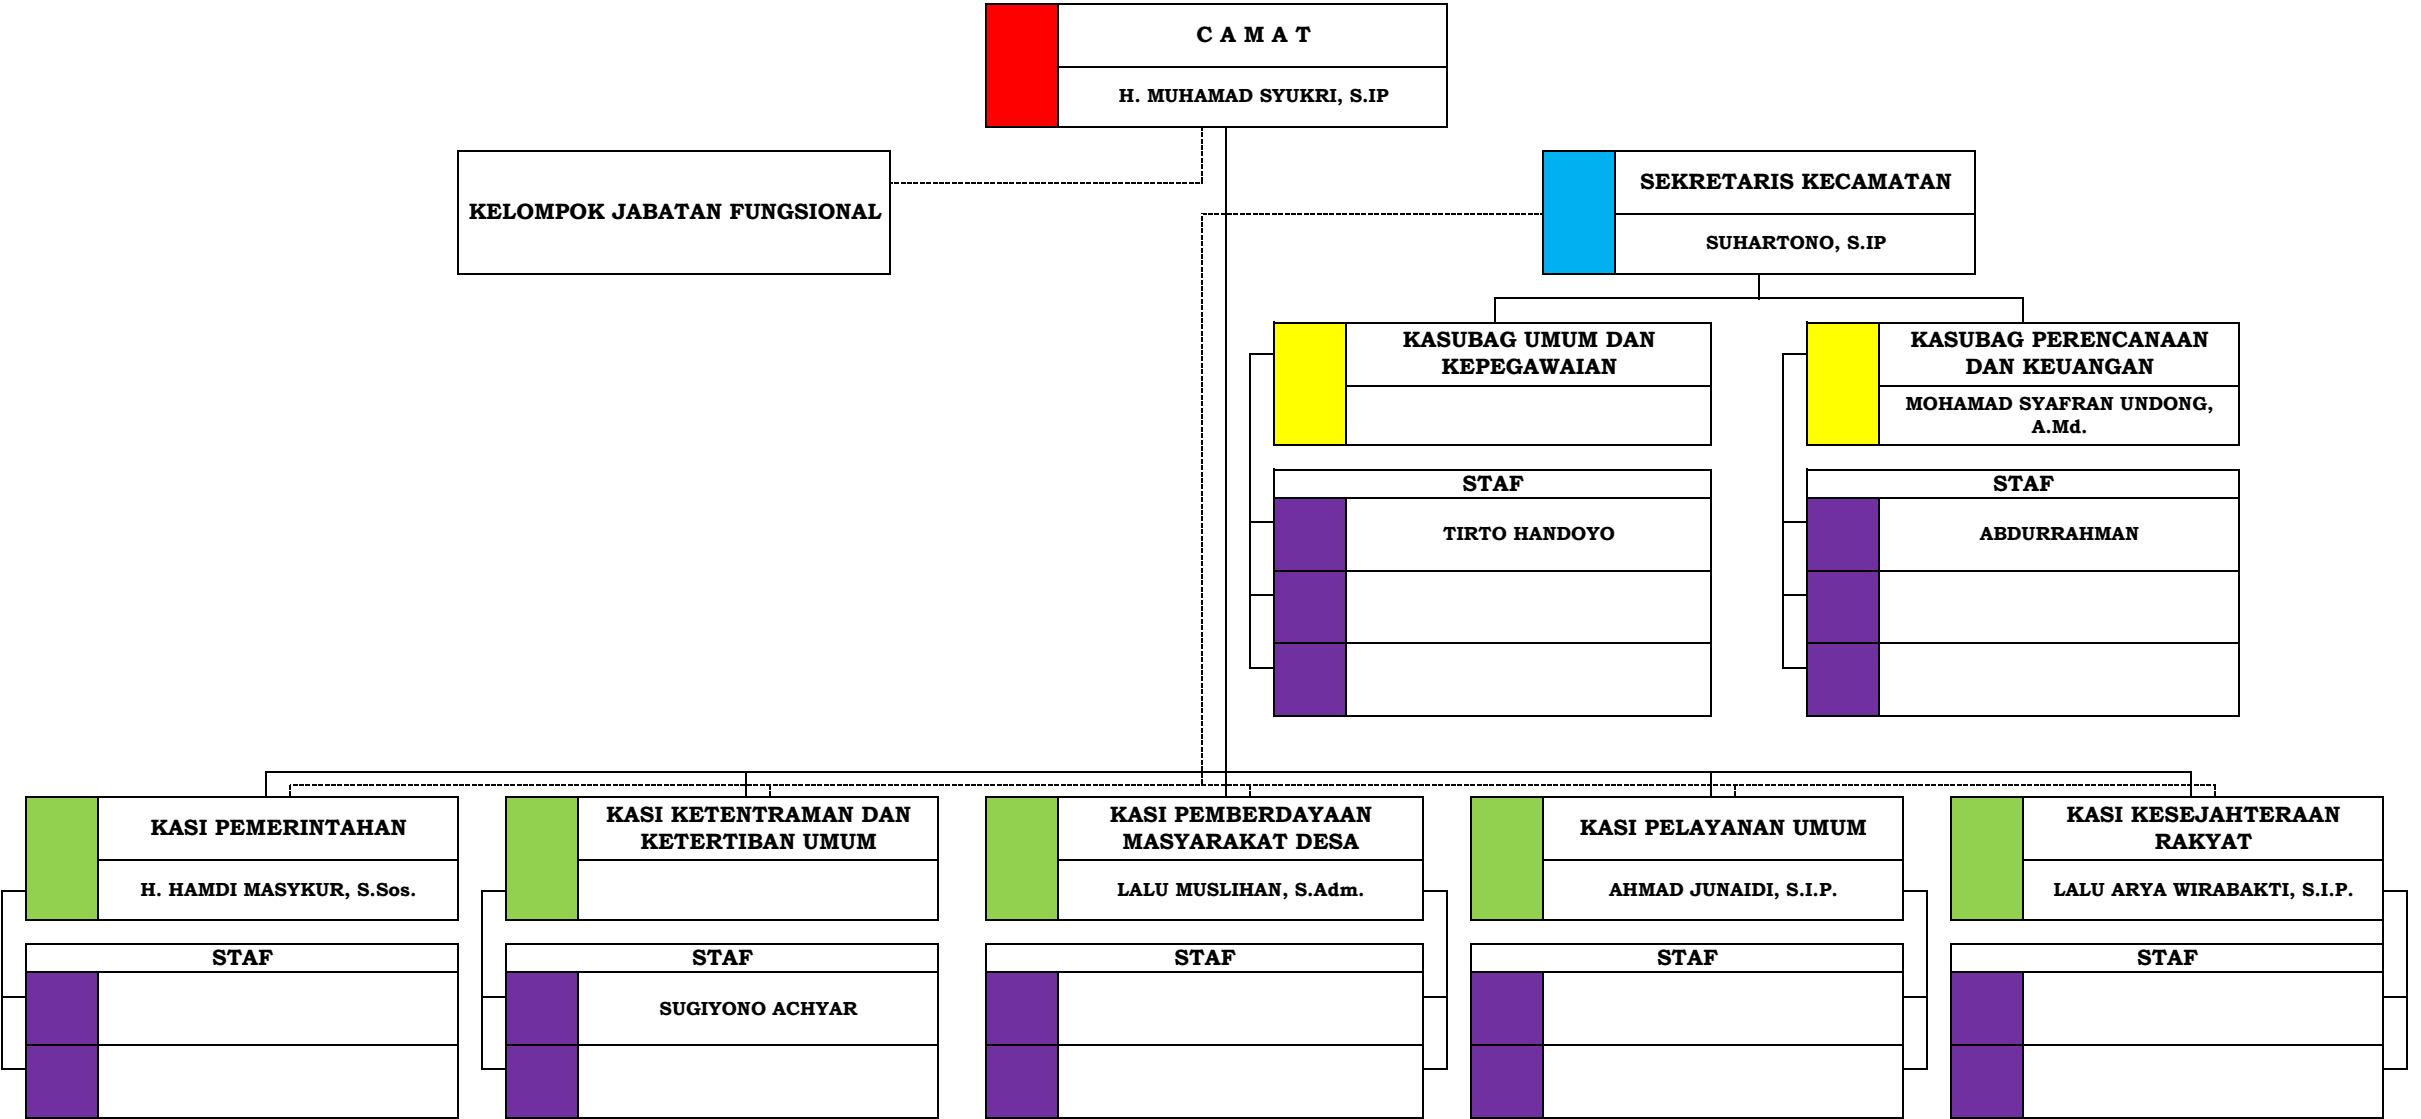 C A M A T
H. MUHAMAD SYUKRI, S.IP
KELOMPOK JABATAN FUNGSIONAL
SEKRETARIS KECAMATAN
SUHARTONO, S.IP
KASUBAG UMUM DAN
KEPEGAWAIAN
KASUBAG PERENCANAAN
DAN KEUANGAN
MOHAMAD SYAFRAN UNDONG,
A.Md.
STAF
TIRTO HANDOYO
STAF
ABDURRAHMAN
KASI PEMERINTAHAN
H. HAMDI MASYKUR, S.Sos.
KASI KETENTRAMAN DAN
KETERTIBAN UMUM
KASI PEMBERDAYAAN
MASYARAKAT DESA
LALU MUSLIHAN, S.Adm.
KASI PELAYANAN UMUM
AHMAD JUNAIDI, S.I.P.
KASI KESEJAHTERAAN
RAKYAT
LALU ARYA WIRABAKTI, S.I.P.
STAF
STAF
SUGIYONO ACHYAR
STAF
STAF
STAF